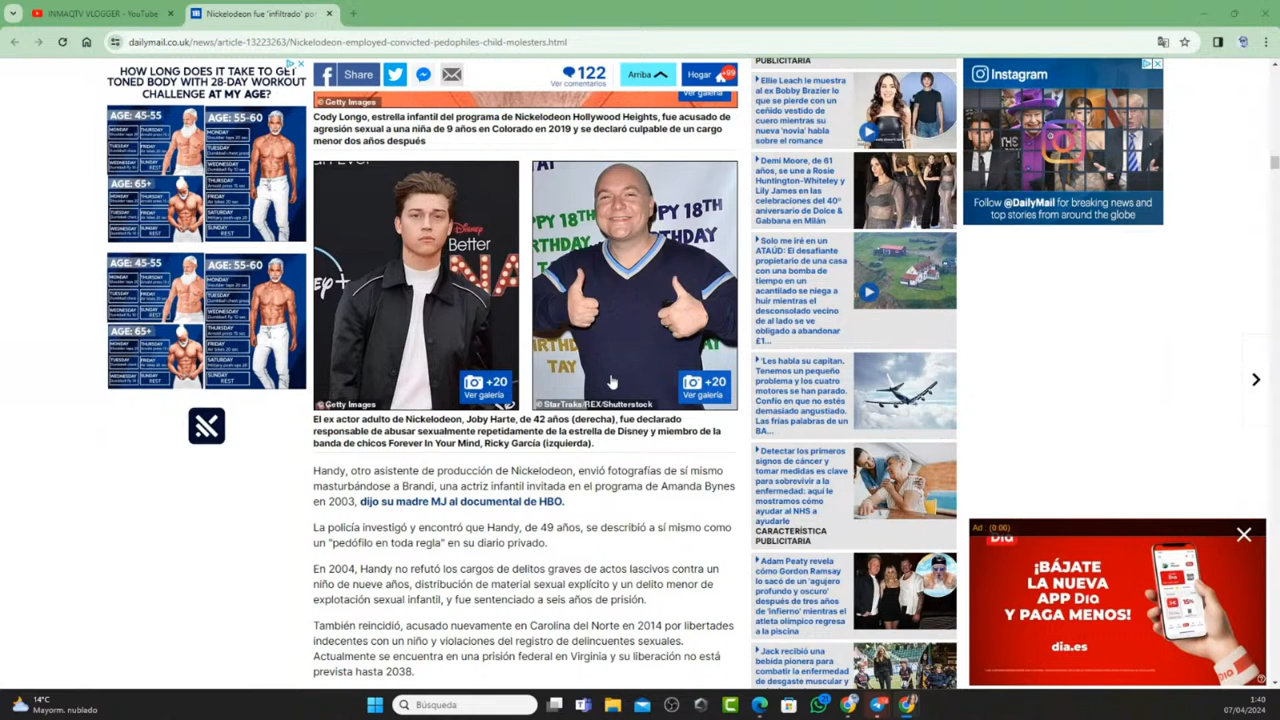 INMAQTV VLOGGER - YouTube
Nickelodeon fue 'infiltrado' po
dailymail.co.uk/news/article-13223263/Nickelodeon-employed-convicted-pedophiles-child-molesters.html
HOW LONG DOES IT TAKE TO GET
TONED BODY WITH 28-DAY WORKOUT
CHALLENGE AT MY AGE?
AGE: 45-55
AGE: 55-60
AGE: 65+
AGE: 45-55
AGE: 55-60
AGE: 65+
Share
122
Ver comentarios
Arriba
Hogar
+99
Ver galería
© Getty Images
Cody Longo, estrella infantil del programa de Nickelodeon Hollywood Heights, fue acusado de
agresión sexual a una niña de 9 años en Colorado en 2019 y se declaró culpable de un cargo
menor dos años después
Disney
Better
+20
Ver galería
© Getty Images
+20
Ver galería
© StarTraks/REX/Shutterstock
El ex actor adulto de Nickelodeon, Joby Harte, de 42 años (derecha), fue declarado
responsable de abusar sexualmente repetidamente de la estrella de Disney y miembro de la
banda de chicos Forever In Your Mind, Ricky García (izquierda).
Handy, otro asistente de producción de Nickelodeon, envió fotografías de sí mismo
masturbándose a Brandi, una actriz infantil invitada en el programa de Amanda Bynes
en 2003, dijo su madre MJ al documental de HBO.
La policía investigó y encontró que Handy, de 49 años, se describió a sí mismo como
un "pedófilo en toda regla" en su diario privado.
En 2004, Handy no refutó los cargos de delitos graves de actos lascivos contra un
niño de nueve años, distribución de material sexual explícito y un delito menor de
explotación sexual infantil, y fue sentenciado a seis años de prisión.
También reincidió, acusado nuevamente en Carolina del Norte en 2014 por libertades
indecentes con un niño y violaciones del registro de delincuentes sexuales.
Actualmente se encuentra en una prisión federal en Virginia y su liberación no está
prevista hasta 2038.
PUBLICITARIA
Ellie Leach le muestra
al ex Bobby Brazier lo
que se pierde con un
ceñido vestido de
cuero mientras su
nueva 'novia' habla
sobre el romance
Demi Moore, de 61
años, se une a Rosie
Huntington-Whiteley y
Lily James en las
celebraciones del 40º
aniversario de Dolce &
Gabbana en Milán
'Solo me iré en un
ATAÚD: El desafiante
propietario de una casa
con una bomba de
tiempo en un
acantilado se niega a
huir mientras el
desconsolado vecino
de al lado se ve
obligado a abandonar
£1...
'Les habla su capitan.
Tenemos un pequeño
problema y los cuatro
motores se han parado.
Confío en que no estés
demasiado angustiado.
Las frías palabras de un
BA...
Detectar los primeros
signos de cáncer y
tomar medidas es clave
para sobrevivir a la
enfermedad: aquí le
mostramos cómo
ayudar al NHS a
ayudarle
CARACTERÍSTICA
PUBLICITARIA
Adam Peaty revela
cómo Gordon Ramsay
lo sacó de un 'agujero
profundo y oscuro'
después de tres años
de 'infierno' mientras el
atleta olímpico regresa
a la piscina
Jack recibió una
bebida pionera para
combatir la enfermedad
de desgaste muscular y
Instagram
Follow @DailyMail for breaking news and
top stories from around the globe
Ad : (0:00)
Dia
¡BÁJATE
LA NUEVA
APP Dia
Y PAGA MENOS!
dia.es
14°C
Mayorm. nublado
Búsqueda
1:40
07/04/2024